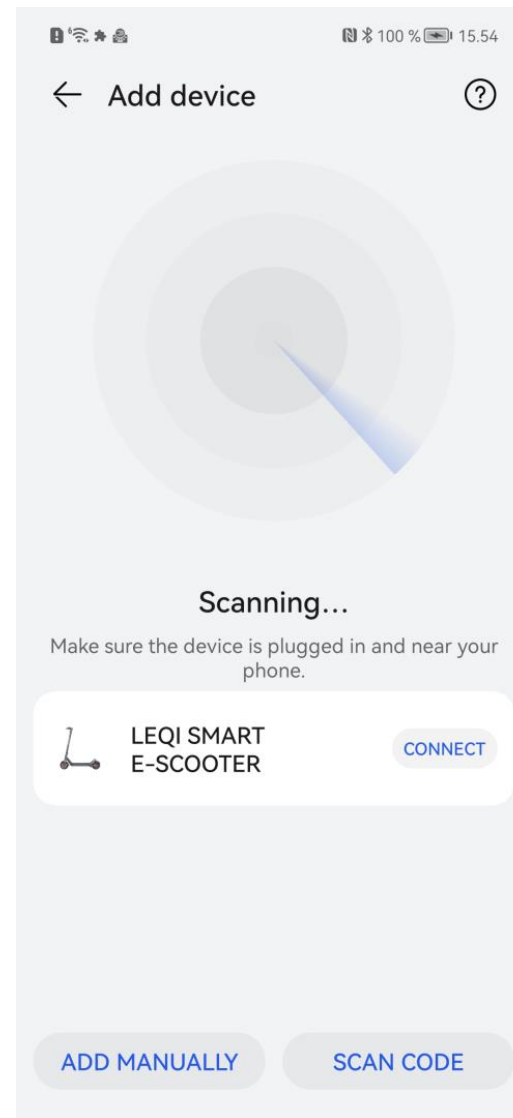 100 % 15.54
Add device
Scanning...
Make sure the device is plugged in and near your
phone.
LEQI SMART
E-SCOOTER
CONNECT
ADD MANUALLY
SCAN CODE